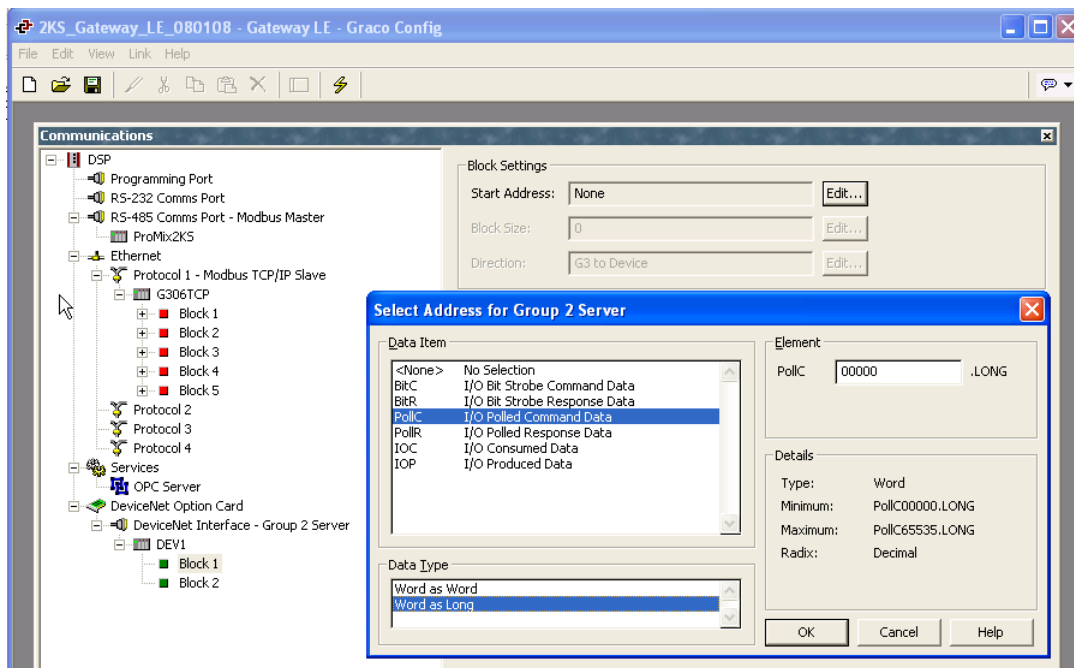 2KS_Gateway_LE_080108 - Gateway LE - Graco Config
File Edit View Link Help
Communications
DSP
Programming Port
RS-232 Comms Port
RS-485 Comms Port - Modbus Master
ProMix2KS
Ethernet
Protocol 1 - Modbus TCP/IP Slave
G306TCP
Block 1
Block 2
Block 3
Block 4
Block 5
Protocol 2
Protocol 3
Protocol 4
Services
OPC Server
DeviceNet Option Card
DeviceNet Interface - Group 2 Server
DEV1
Block 1
Block 2
Block Settings
Start Address: None Edit...
Block Size: 0 Edit...
Direction: G3 to Device Edit...
Select Address for Group 2 Server
Data Item
<None> No Selection
BitC I/O Bit Strobe Command Data
BitR I/O Bit Strobe Response Data
PollC I/O Polled Command Data
PollR I/O Polled Response Data
IOC I/O Consumed Data
IOP I/O Produced Data
Data Type
Word as Word
Word as Long
Element
PollC 00000 .LONG
Details
Type: Word
Minimum: PollC00000.LONG
Maximum: PollC65535.LONG
Radix: Decimal
OK Cancel Help